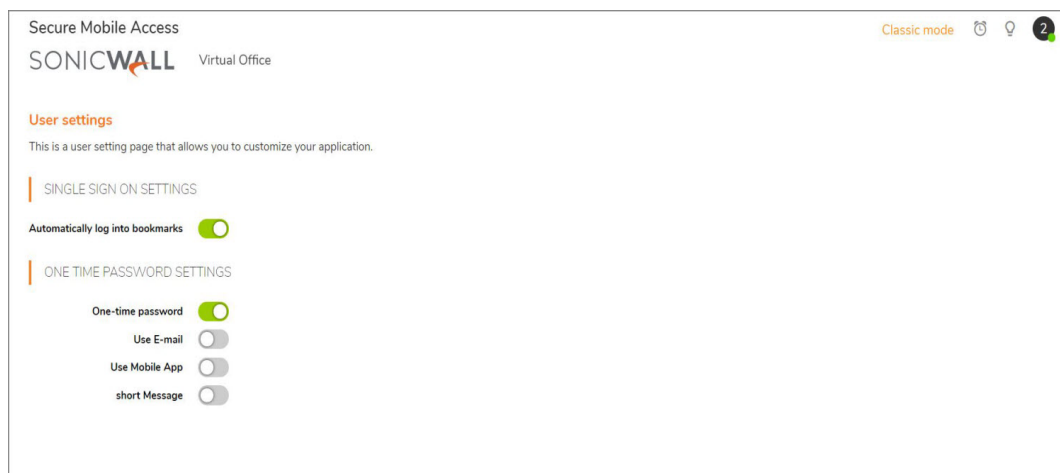 Secure Mobile Access
Classic mode
2
SONICWALL Virtual Office
User settings
This is a user setting page that allows you to customize your application.
SINGLE SIGN ON SETTINGS
Automatically log into bookmarks
ONE TIME PASSWORD SETTINGS
One-time password
Use E-mail
Use Mobile App
short Message